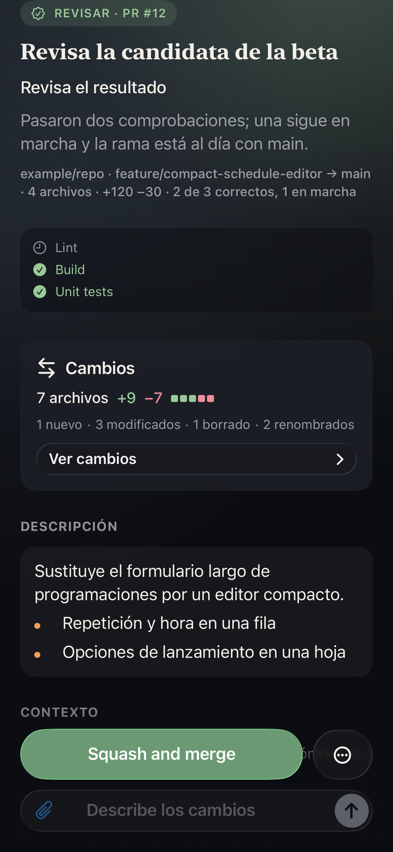 REVISAR · PR #12
Revisa la candidata de la beta
Revisa el resultado
Pasaron dos comprobaciones; una sigue en
marcha y la rama está al día con main.
example/repo · feature/compact-schedule-editor → main
· 4 archivos · +120 −30 · 2 de 3 correctos, 1 en marcha
Lint
Build
Unit tests
Cambios
7 archivos +9 −7
1 nuevo · 3 modificados · 1 borrado · 2 renombrados
Ver cambios
DESCRIPCIÓN
Sustituye el formulario largo de
programaciones por un editor compacto.
• Repetición y hora en una fila
• Opciones de lanzamiento en una hoja
CONTEXTO
Squash and merge
Describe los cambios